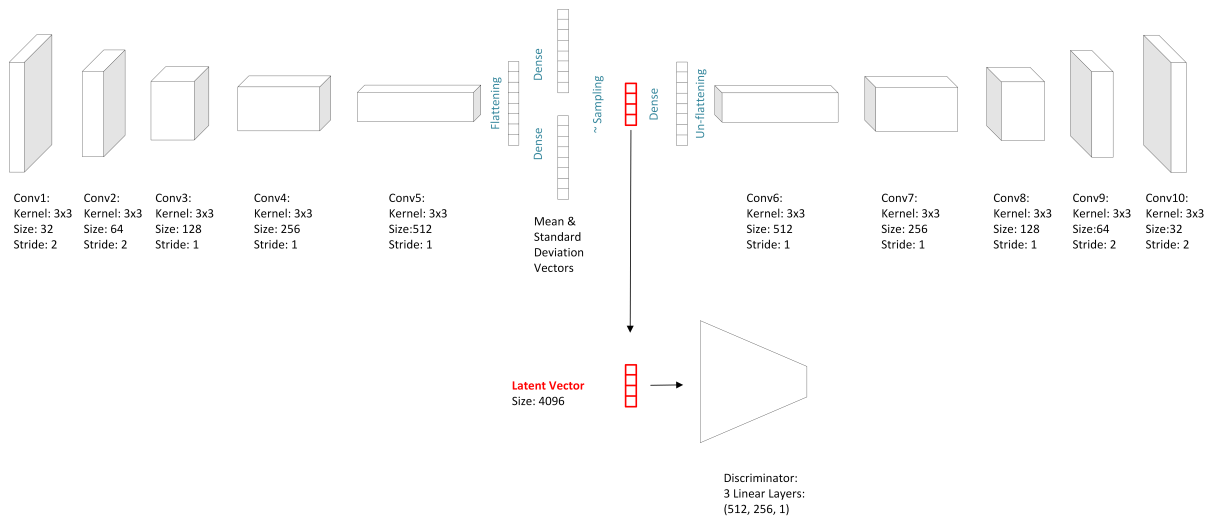 Flattening
Dense
Dense
~ Sampling
Dense
Un-flattening
Conv1:
Kernel: 3x3
Size: 32
Stride: 2
Conv2:
Kernel: 3x3
Size: 64
Stride: 2
Conv3:
Kernel: 3x3
Size: 128
Stride: 1
Conv4:
Kernel: 3x3
Size: 256
Stride: 1
Conv5:
Kernel: 3x3
Size:512
Stride: 1
Mean &
Standard
Deviation
Vectors
Conv6:
Kernel: 3x3
Size: 512
Stride: 1
Conv7:
Kernel: 3x3
Size: 256
Stride: 1
Conv8:
Kernel: 3x3
Size: 128
Stride: 1
Conv9:
Kernel: 3x3
Size:64
Stride: 2
Conv10:
Kernel: 3x3
Size:32
Stride: 2
Latent Vector
Size: 4096
Discriminator:
3 Linear Layers:
(512, 256, 1)